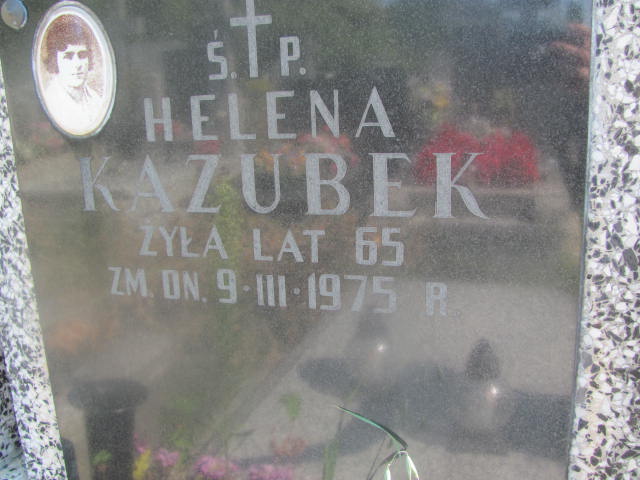 Ś. P.
HELENA
KAZUBEK
ŻYŁA LAT 65
ZM. DN. 9·III·1975 R